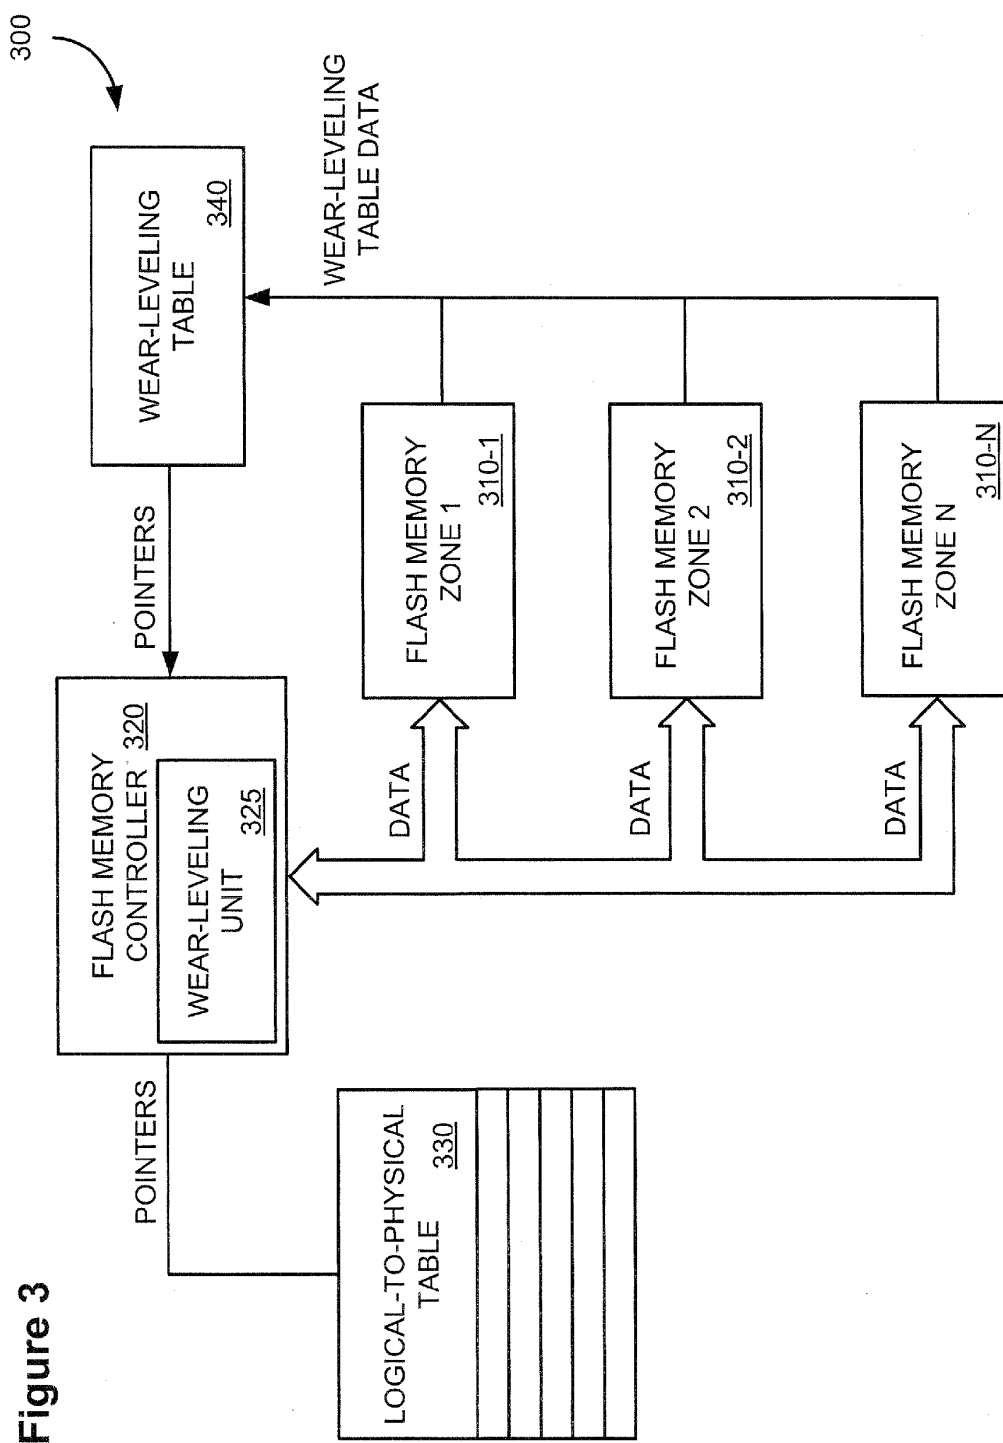 Figure 3
300
POINTERS
FLASH MEMORY
CONTROLLER 320
WEAR-LEVELING
UNIT
325
POINTERS
WEAR-LEVELING
TABLE
340
LOGICAL-TO-PHYSICAL
TABLE
330
DATA
FLASH MEMORY
ZONE 1
310-1
WEAR-LEVELING
TABLE DATA
DATA
FLASH MEMORY
ZONE 2
310-2
DATA
FLASH MEMORY
ZONE N
310-N